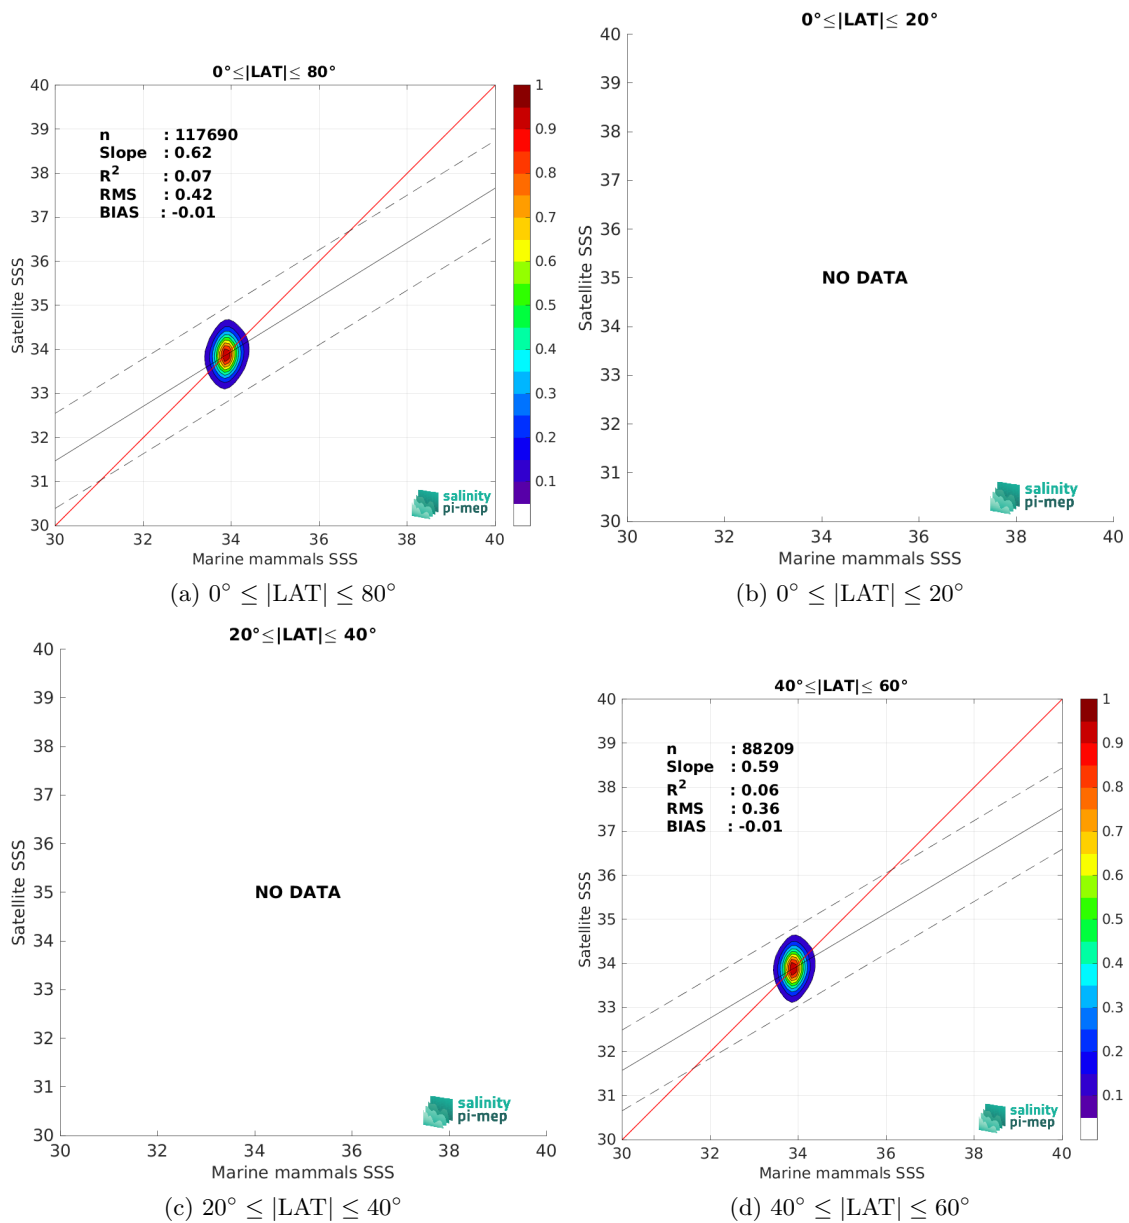 0°≤|LAT|≤ 80°
40
39
38
37
36
35
34
33
32
31
30
n : 117690
Slope : 0.62
R² : 0.07
RMS : 0.42
BIAS : -0.01
Satellite SSS
salinity
pi-mep
30 32 34 36 38 40
Marine mammals SSS
1
0.9
0.8
0.7
0.6
0.5
0.4
0.3
0.2
0.1
(a) 0° ≤ |LAT| ≤ 80°
0°≤|LAT|≤ 20°
40
39
38
37
36
35
34
33
32
31
30
Satellite SSS
NO DATA
salinity
pi-mep
30 32 34 36 38 40
Marine mammals SSS
(b) 0° ≤ |LAT| ≤ 20°
20°≤|LAT|≤ 40°
40
39
38
37
36
35
34
33
32
31
30
Satellite SSS
NO DATA
salinity
pi-mep
30 32 34 36 38 40
Marine mammals SSS
(c) 20° ≤ |LAT| ≤ 40°
40°≤|LAT|≤ 60°
40
39
38
37
36
35
34
33
32
31
30
n : 88209
Slope : 0.59
R² : 0.06
RMS : 0.36
BIAS : -0.01
Satellite SSS
salinity
pi-mep
30 32 34 36 38 40
Marine mammals SSS
1
0.9
0.8
0.7
0.6
0.5
0.4
0.3
0.2
0.1
(d) 40° ≤ |LAT| ≤ 60°